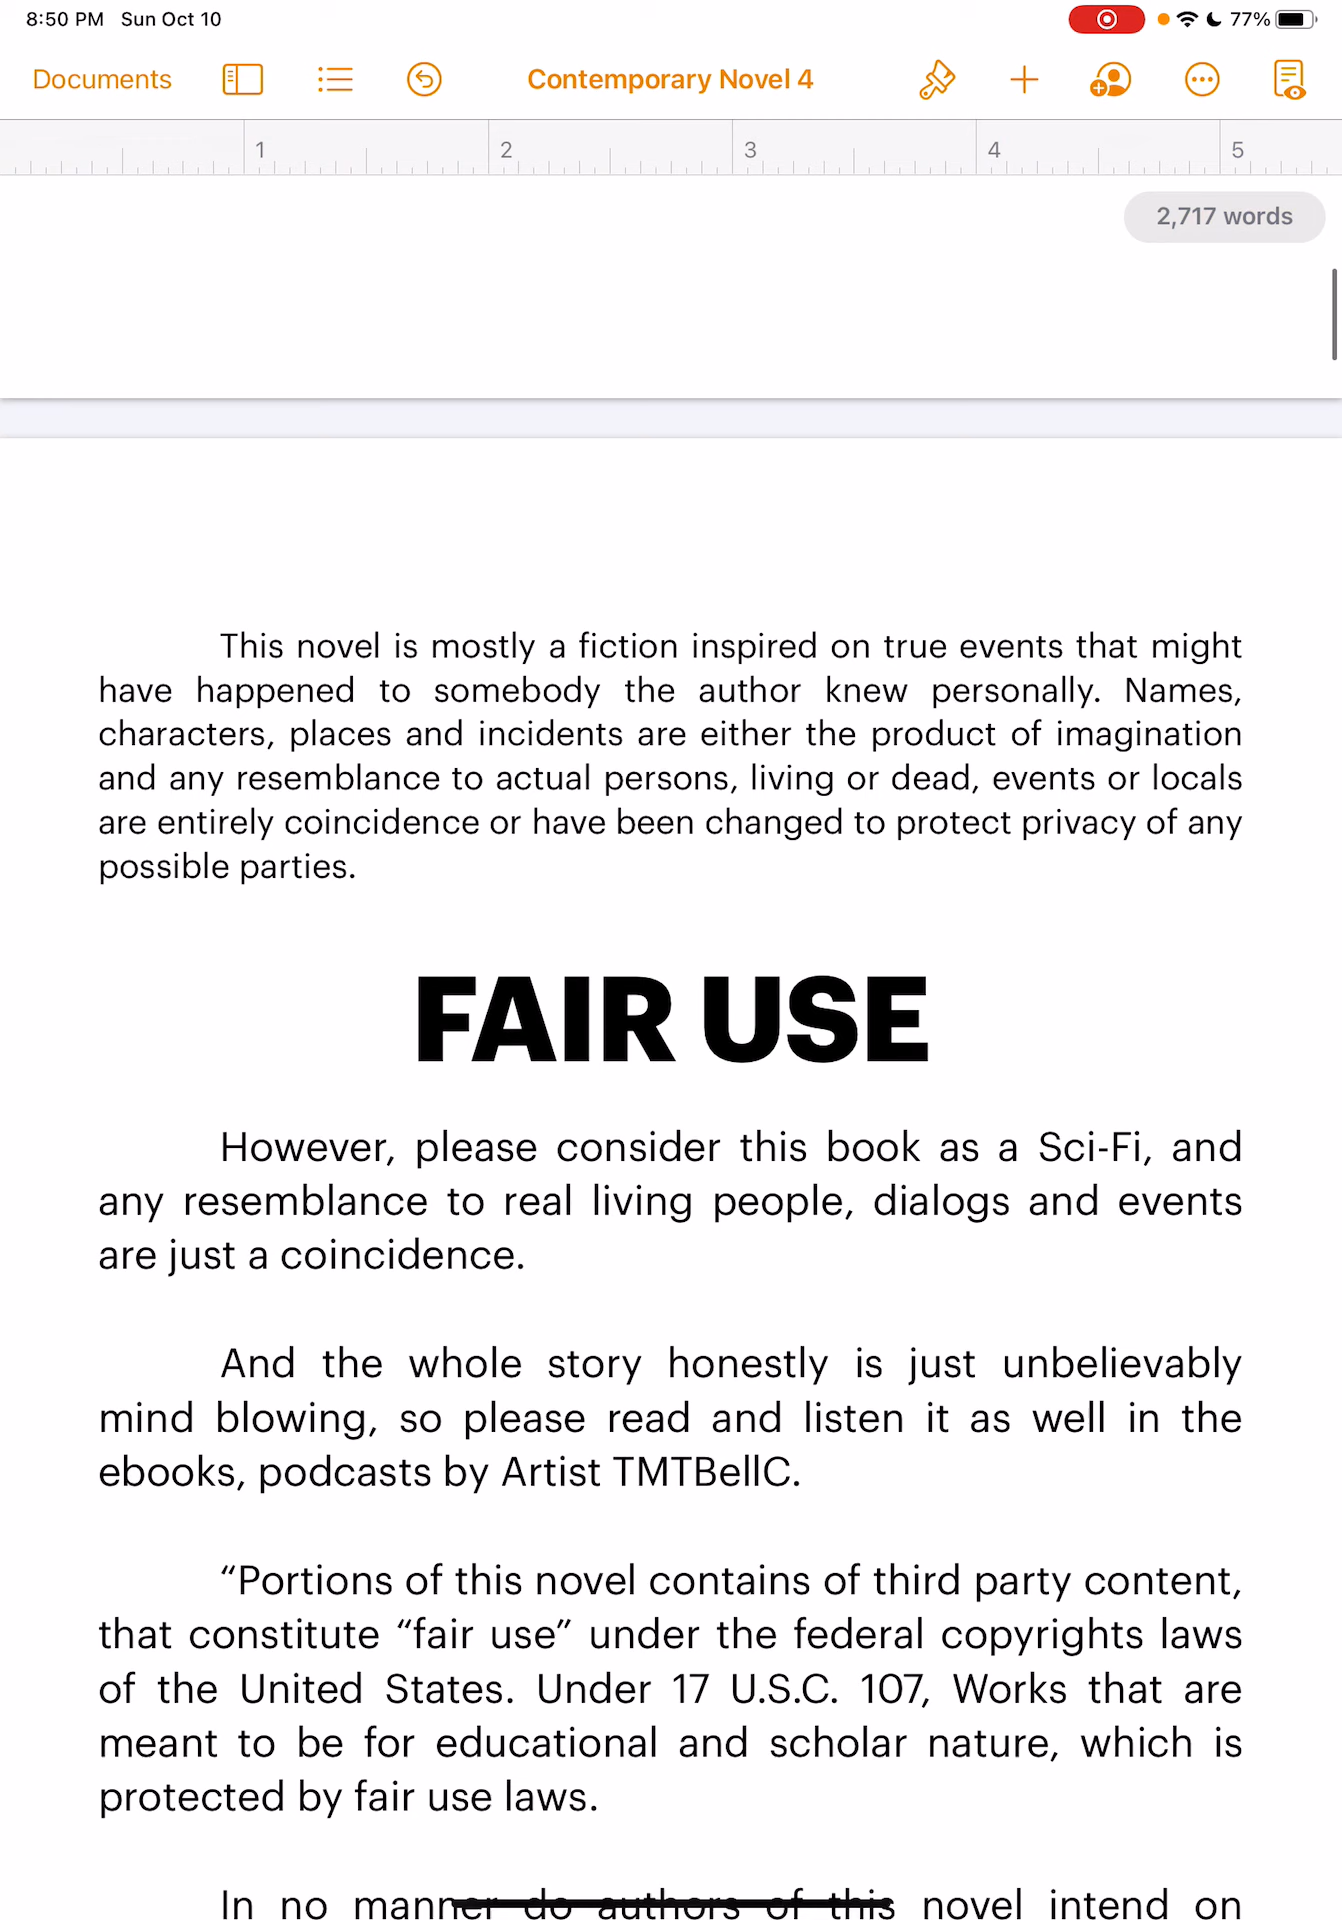 8:50 PM Sun Oct 10 77%
Documents Contemporary Novel 4
1 2 3 4 5
2,717 words
This novel is mostly a fiction inspired on true events that might
have happened to somebody the author knew personally. Names,
characters, places and incidents are either the product of imagination
and any resemblance to actual persons, living or dead, events or locals
are entirely coincidence or have been changed to protect privacy of any
possible parties.
FAIR USE
However, please consider this book as a Sci-Fi, and
any resemblance to real living people, dialogs and events
are just a coincidence.
And the whole story honestly is just unbelievably
mind blowing, so please read and listen it as well in the
ebooks, podcasts by Artist TMTBellC.
“Portions of this novel contains of third party content,
that constitute “fair use” under the federal copyrights laws
of the United States. Under 17 U.S.C. 107, Works that are
meant to be for educational and scholar nature, which is
protected by fair use laws.
In no manner do authors of this novel intend on